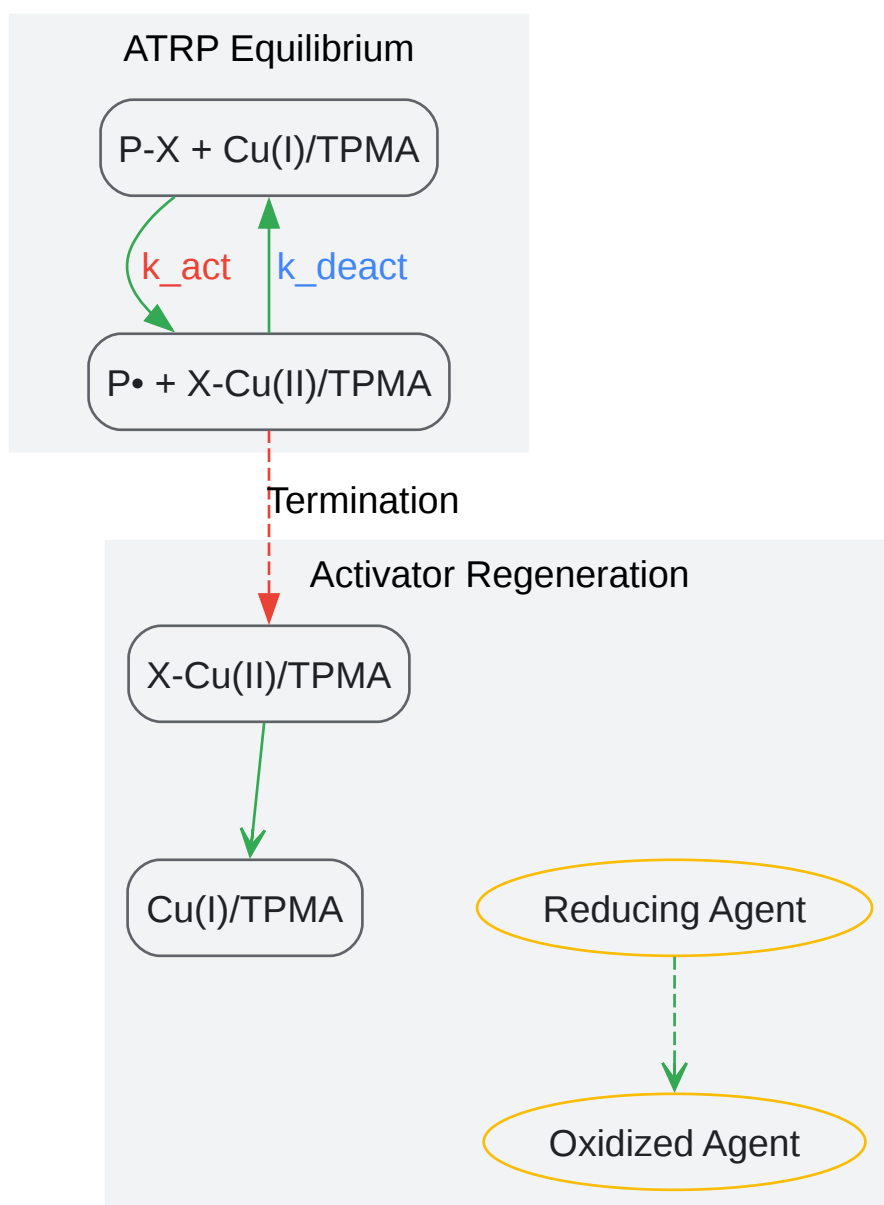 ATRP Equilibrium
P-X + Cu(I)/TPMA
k_act
k_deact
P• + X-Cu(II)/TPMA
Termination
Activator Regeneration
X-Cu(II)/TPMA
Cu(I)/TPMA
Reducing Agent
Oxidized Agent